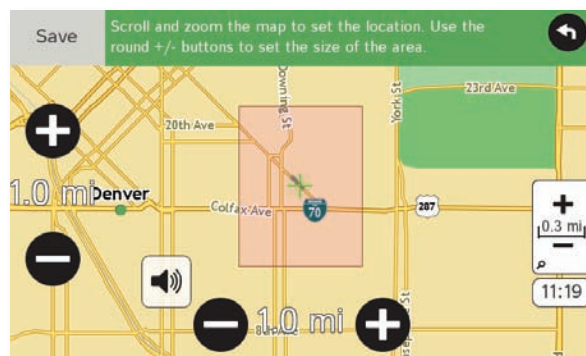 Save
Scroll and zoom the map to set the location. Use the
round +/- buttons to set the size of the area.
Downing St
York St
23rd Ave
20th Ave
+
1.0 mi
Denver
Colfax Ave
70
287
+
0.3 mi
−
−
11:19
−
1.0 mi
+
8th Ave